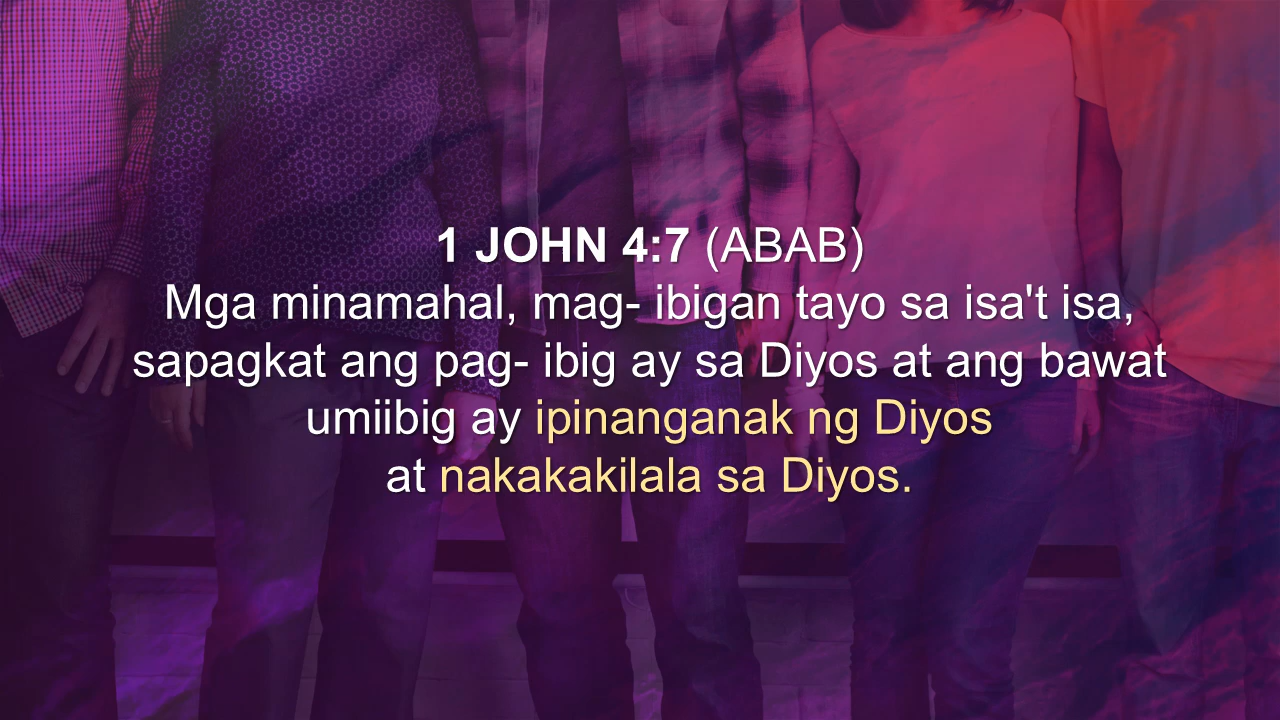 1 JOHN 4:7 (ABAB)
Mga minamahal, mag- ibigan tayo sa isa't isa,
sapagkat ang pag- ibig ay sa Diyos at ang bawat
umiibig ay ipinanganak ng Diyos
at nakakakilala sa Diyos.